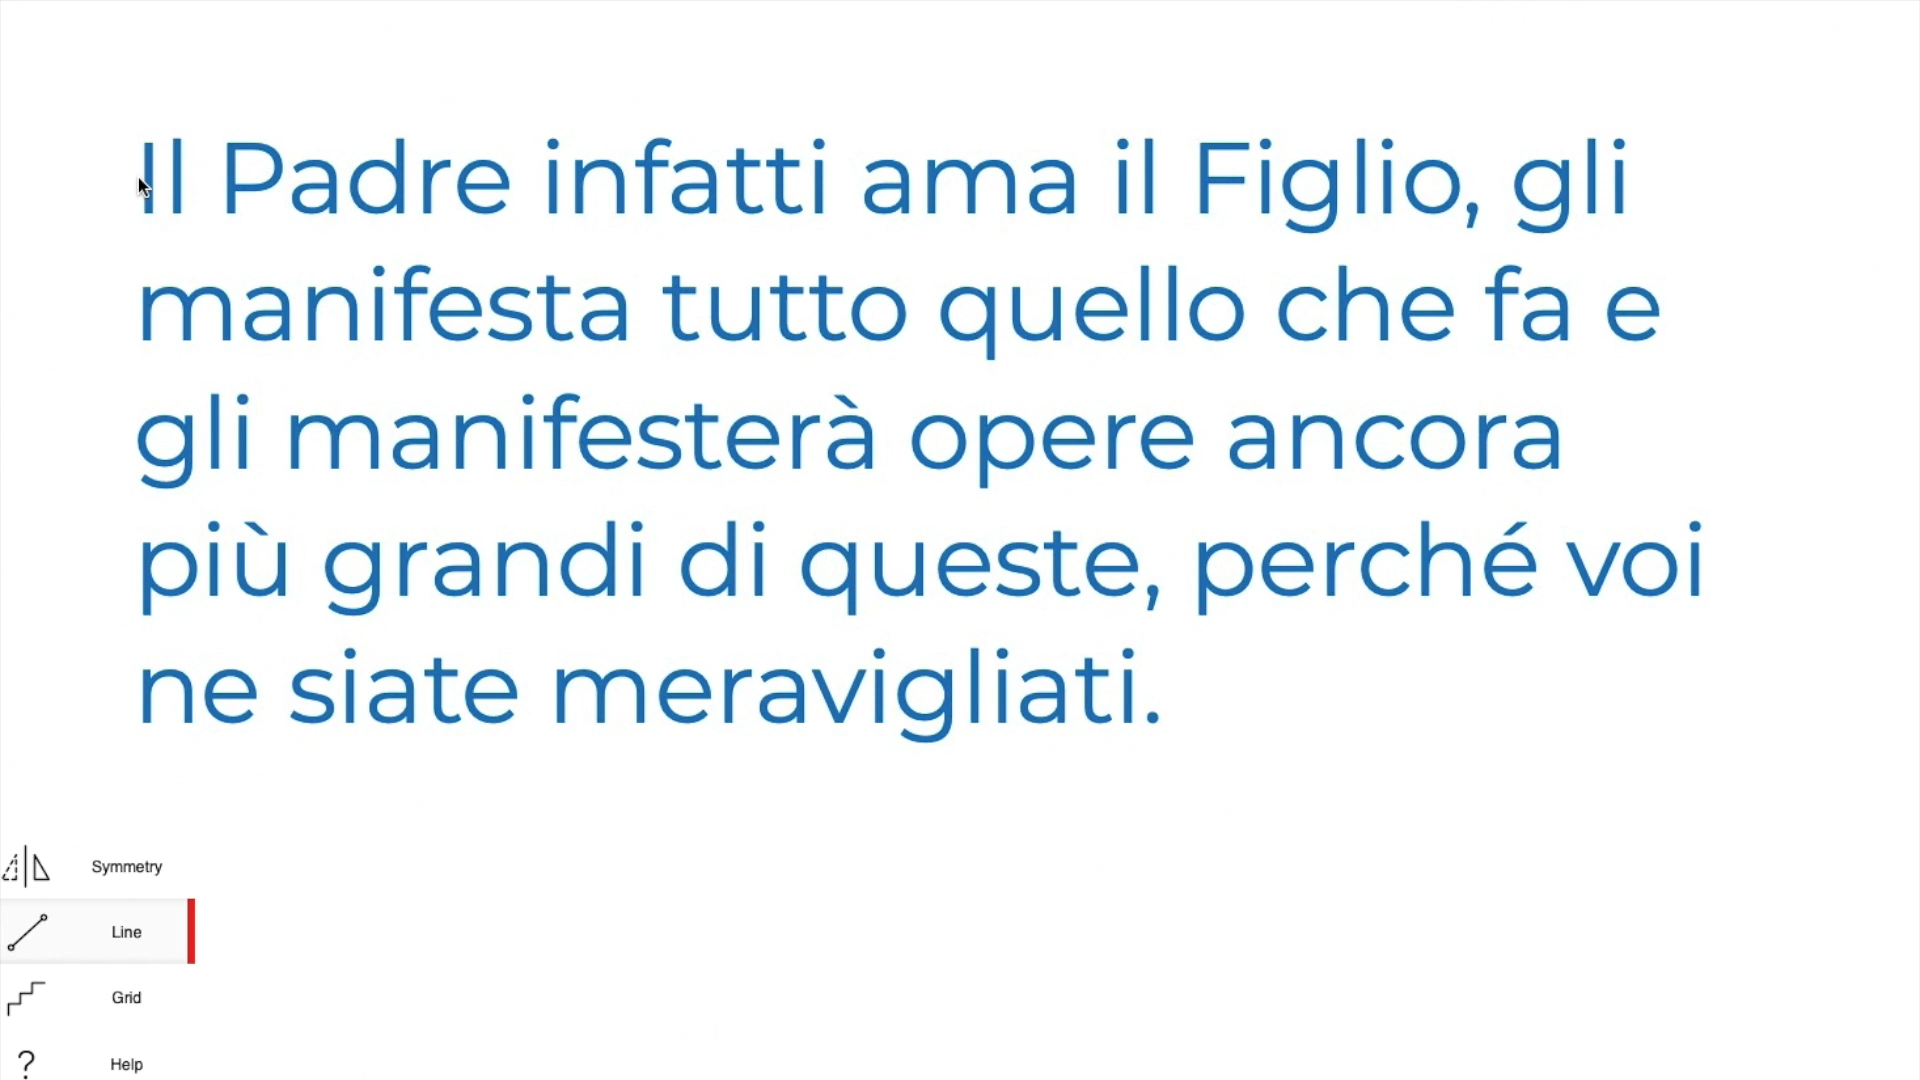 Il Padre infatti ama il Figlio, gli
manifesta tutto quello che fa e
gli manifesterà opere ancora
più grandi di queste, perché voi
ne siate meravigliati.
Symmetry
Line
Grid
? Help